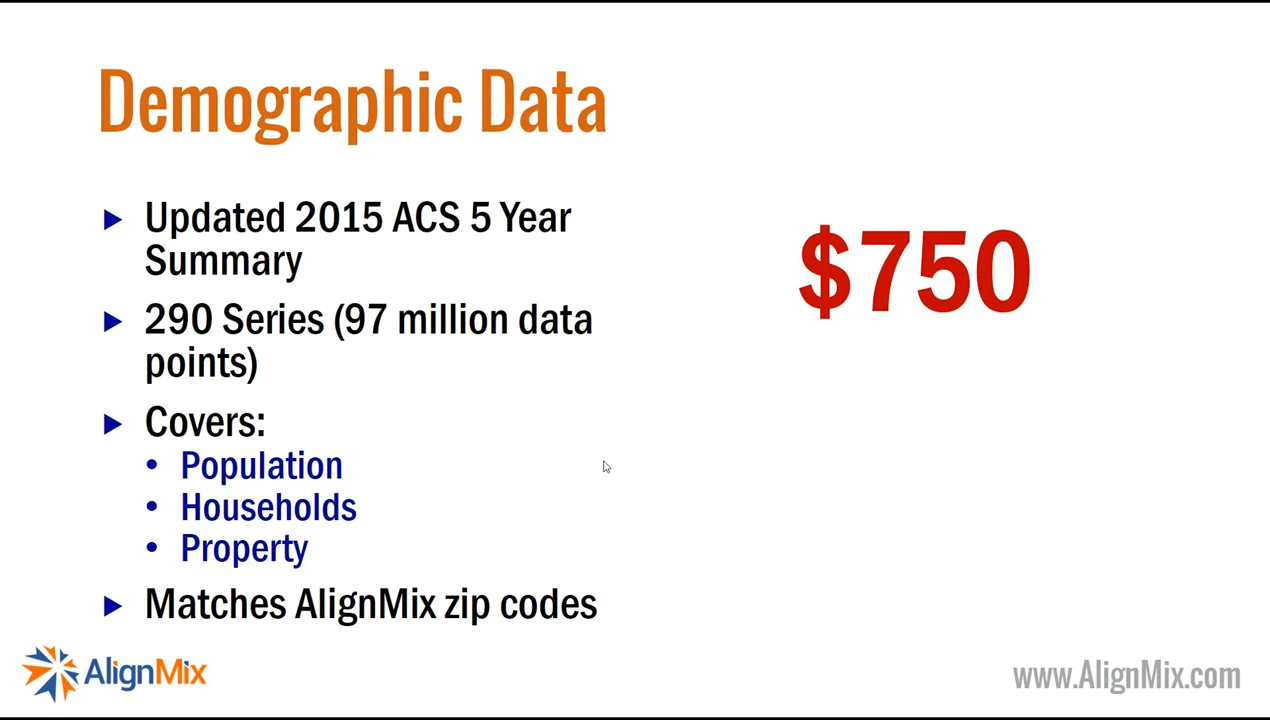 Demographic Data
Updated 2015 ACS 5 Year
Summary
290 Series (97 million data
points)
Covers:
• Population
• Households
• Property
Matches AlignMix zip codes
$750
AlignMix
www.AlignMix.com